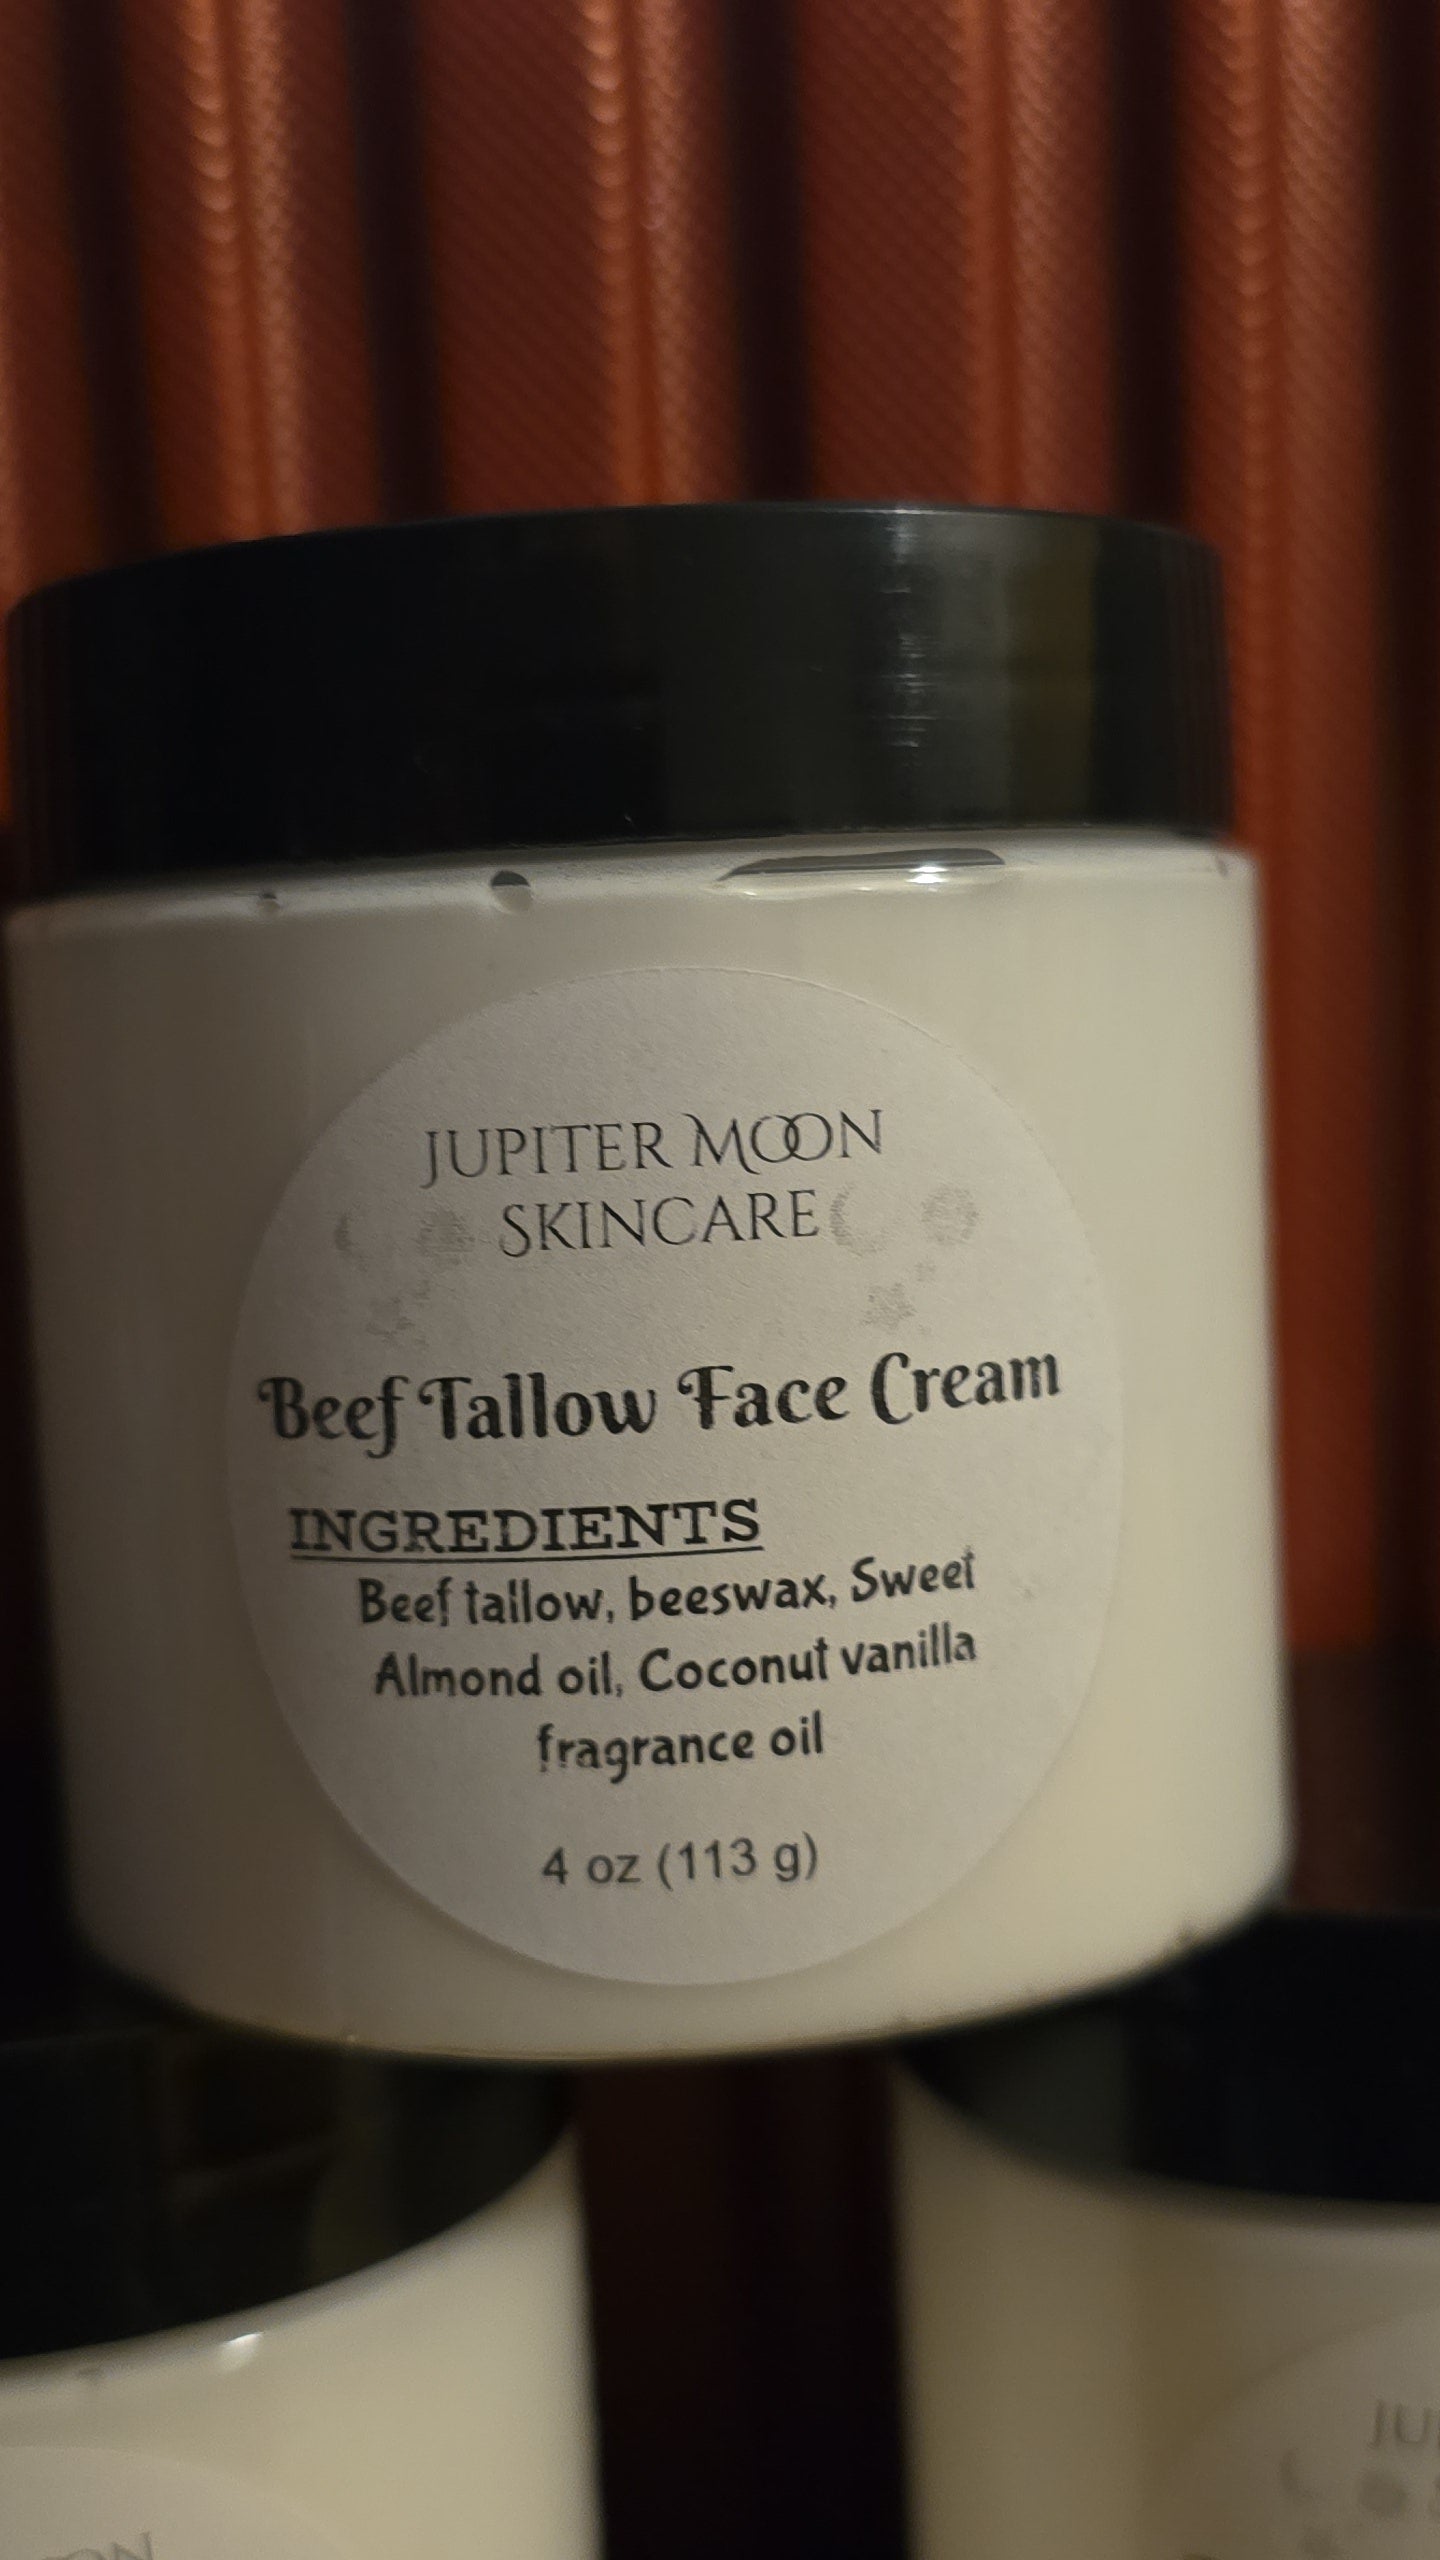 JUPITER MOON
SKINCARE
Beef Tallow Face Cream
INGREDIENTS
Beef tallow, beeswax, Sweet
Almond oil, Coconut vanilla
fragrance oil
4 oz (113 g)